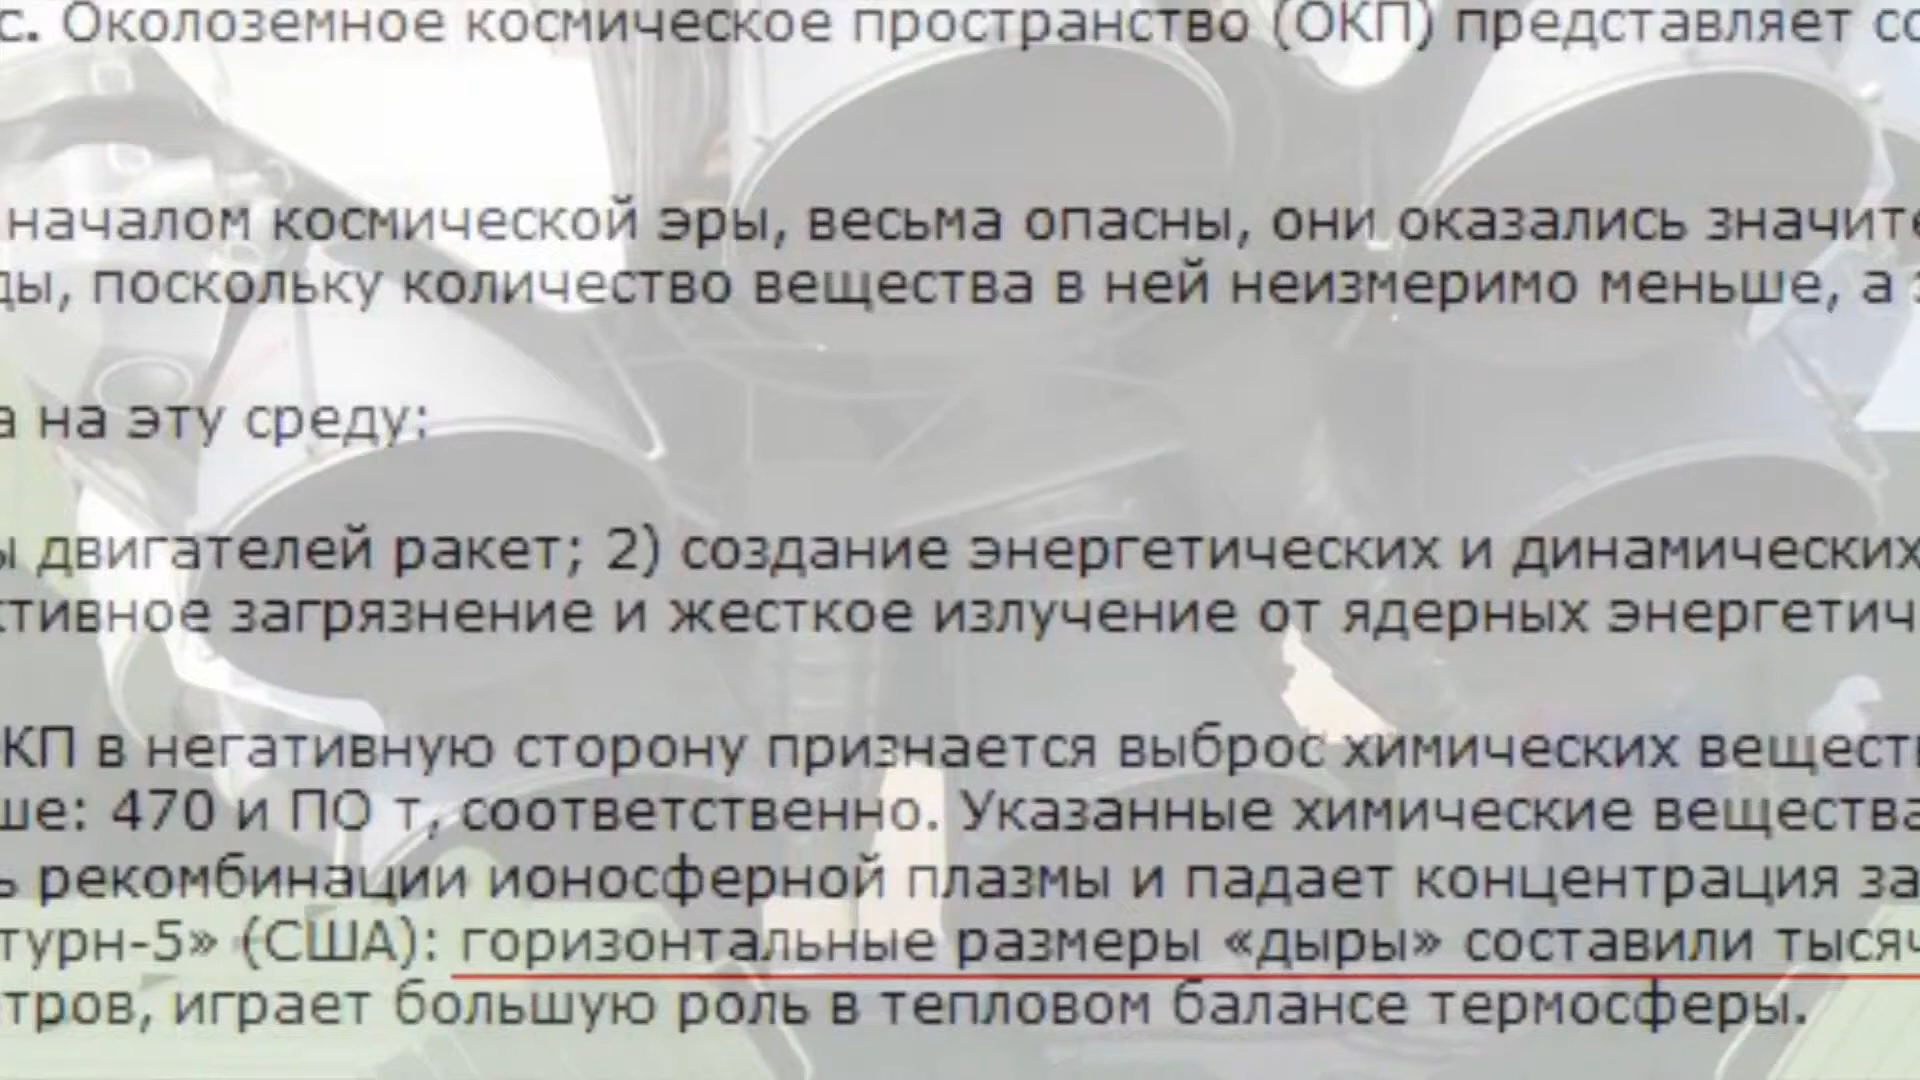 с. Околоземное космическое пространство (ОКП) представляет со
началом космической эры, весьма опасны, они оказались значите
ды, поскольку количество вещества в ней неизмеримо меньше, а з
а на эту среду:
ы двигателей ракет; 2) создание энергетических и динамических
ктивное загрязнение и жесткое излучение от ядерных энергетич
КП в негативную сторону признается выброс химических веществ
ше: 470 и ПО т, соответственно. Указанные химические вещества
ь рекомбинации ионосферной плазмы и падает концентрация за
турн-5» (США): горизонтальные размеры «дыры» составили тысяч
тров, играет большую роль в тепловом балансе термосферы.